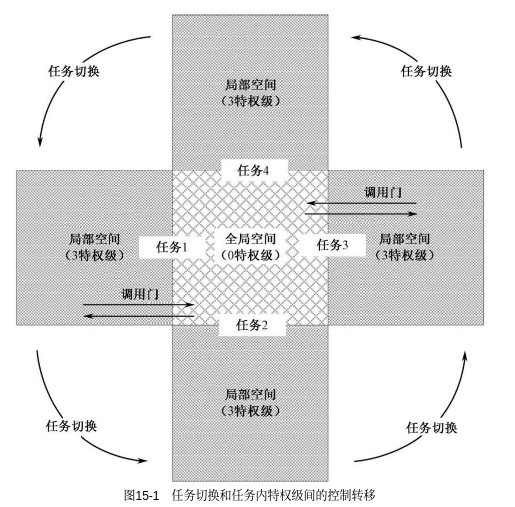 任务切换
任务切换
局部空间
（3特权级）
任务4
调用门
局部空间
（3特权级）
任务1
全局空间
（0特权级）
任务3
局部空间
（3特权级）
调用门
任务2
局部空间
（3特权级）
任务切换
任务切换
图15-1 任务切换和任务内特权级间的控制转移